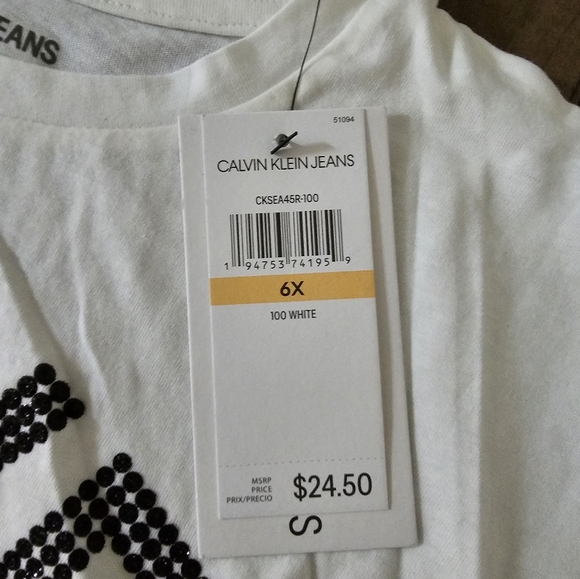 EANS
51094
CALVIN KLEIN JEANS
CKSEA45R-100
1 94753 74195 9
6X
100 WHITE
MSRP
PRICE
PRIX/PRECIO
$24.50
S